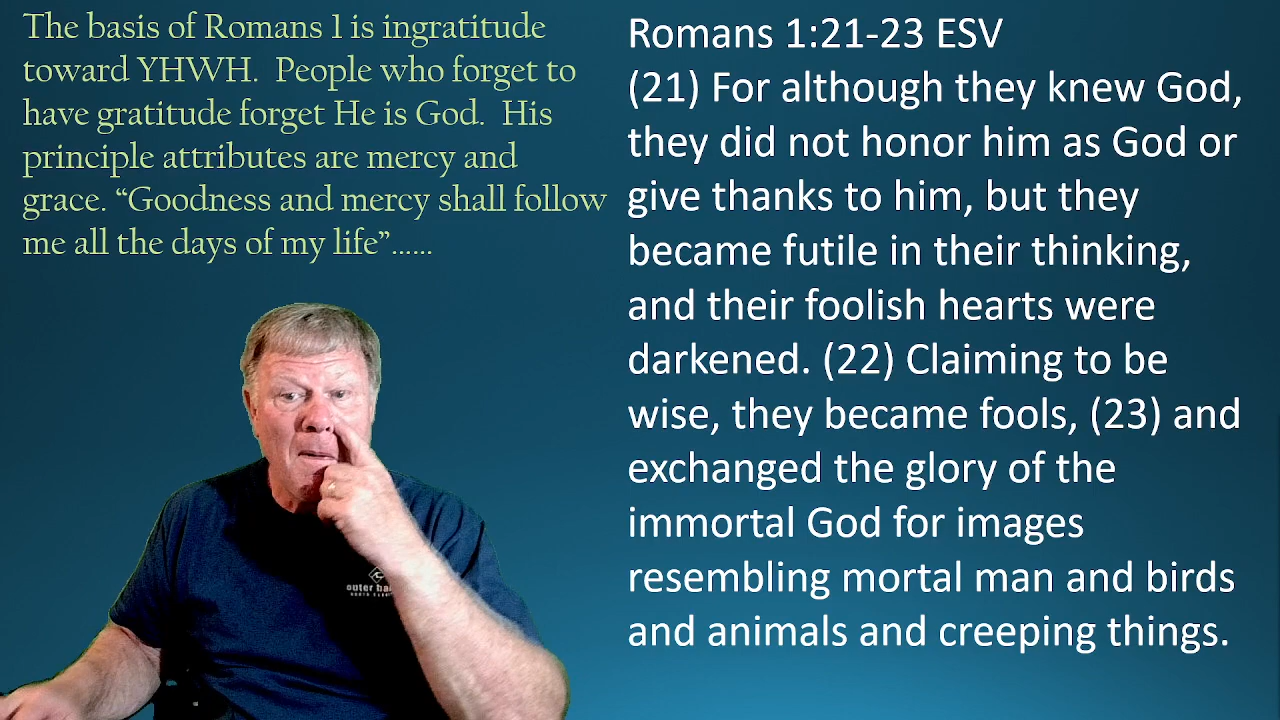 The basis of Romans 1 is ingratitude
toward YHWH. People who forget to
have gratitude forget He is God. His
principle attributes are mercy and
grace. “Goodness and mercy shall follow
me all the days of my life”......
Romans 1:21-23 ESV
(21) For although they knew God,
they did not honor him as God or
give thanks to him, but they
became futile in their thinking,
and their foolish hearts were
darkened. (22) Claiming to be
wise, they became fools, (23) and
exchanged the glory of the
immortal God for images
resembling mortal man and birds
and animals and creeping things.
outer